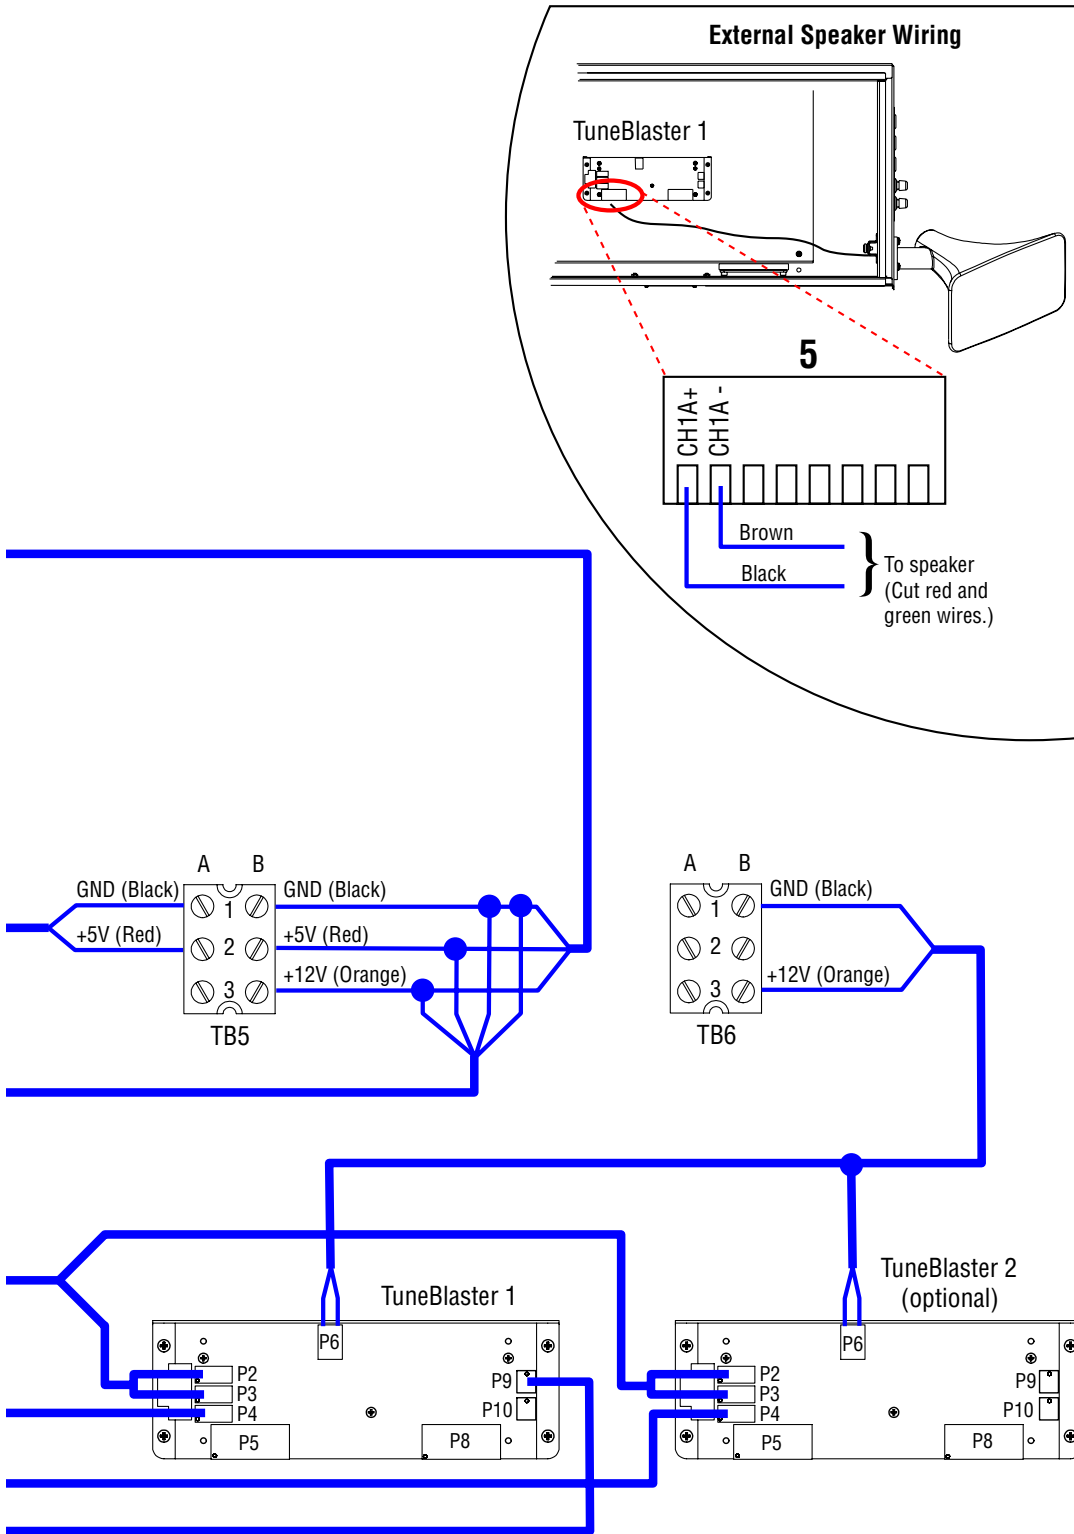 External Speaker Wiring
TuneBlaster 1
5
CH1A+
CH1A -
Brown
Black
To speaker
(Cut red and
green wires.)
A B
GND (Black) 1 GND (Black)
+5V (Red) 2 +5V (Red)
3 +12V (Orange)
TB5
A B
1 GND (Black)
2
3 +12V (Orange)
TB6
TuneBlaster 1
P6
P2
P3
P4
P5
P8
P9
P10
TuneBlaster 2
(optional)
P6
P2
P3
P4
P5
P8
P9
P10